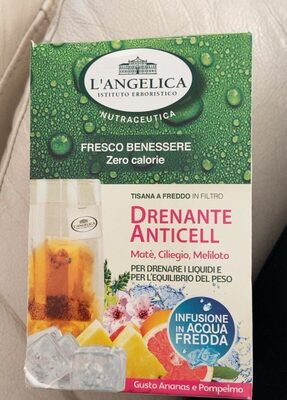 L'ANGELICA
ISTITUTO ERBORISTICO
NUTRACEUTICA
FRESCO BENESSERE
Zero calorie
TISANA A FREDDO IN FILTRO
DRENANTE
ANTICELL
Matè, Ciliegio, Meliloto
PER DRENARE I LIQUIDI E
PER L'EQUILIBRIO DEL PESO
INFUSIONE
IN ACQUA
FREDDA
Gusto Ananas e Pompelmo